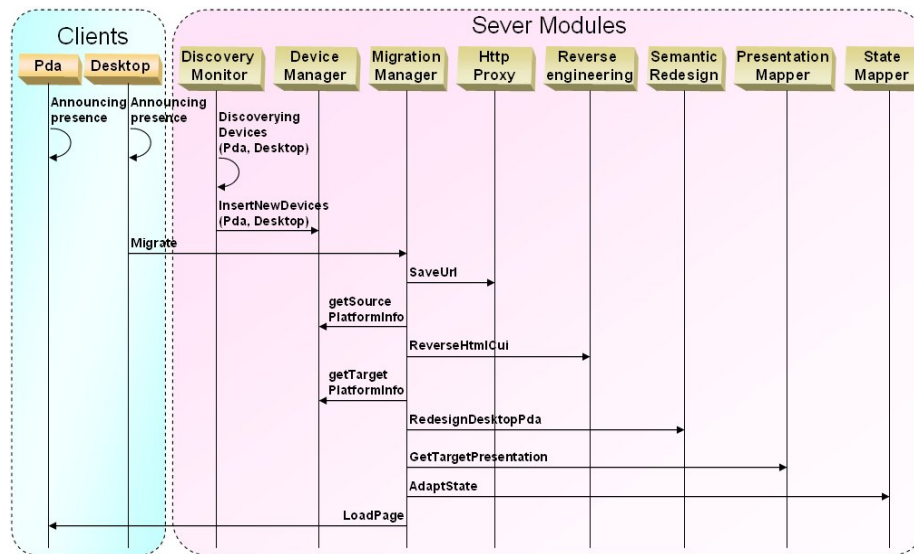 Clients
Sever Modules
Pda
Desktop
Discovery
Monitor
Device
Manager
Migration
Manager
Http
Proxy
Reverse
engineering
Semantic
Redesign
Presentation
Mapper
State
Mapper
Announcing
presence
Announcing
presence
Discoverying
Devices
(Pda, Desktop)
InsertNewDevices
(Pda, Desktop)
Migrate
SaveUrl
getSource
PlatformInfo
ReverseHtmlCui
getTarget
PlatformInfo
RedesignDesktopPda
GetTargetPresentation
AdaptState
LoadPage